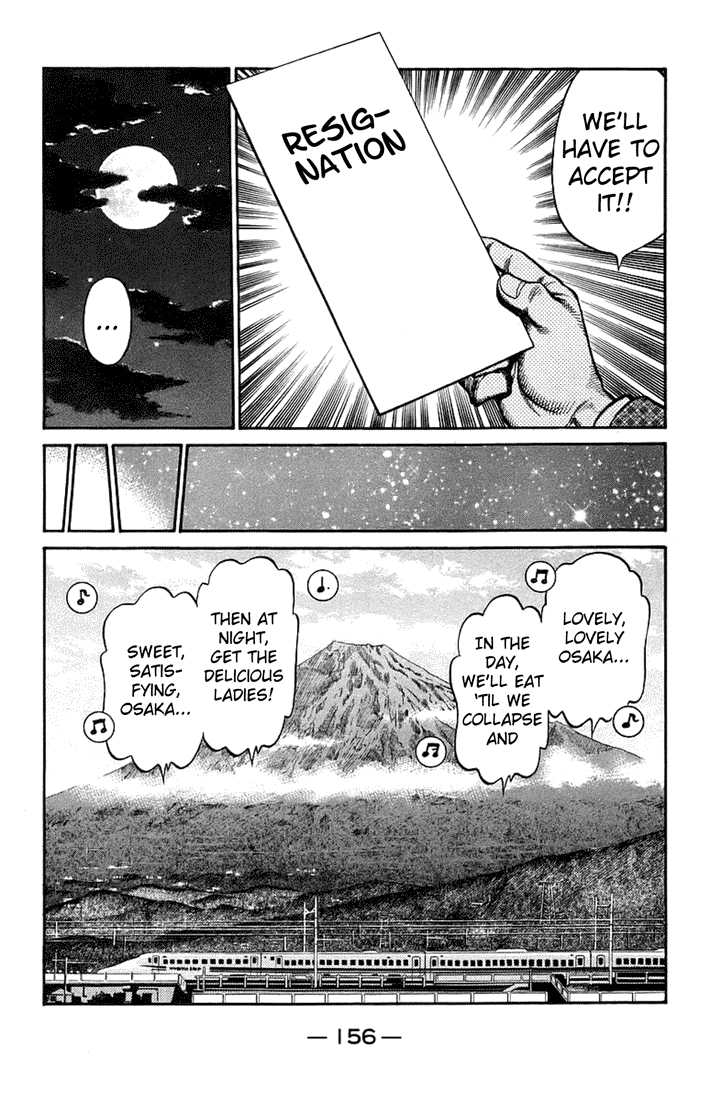 WE'LL
HAVE TO
ACCEPT
IT!!
RESIG-
NATION
...
LOVELY,
LOVELY
OSAKA...
IN THE
DAY,
WE'LL EAT
'TIL WE
COLLAPSE
AND
THEN AT
NIGHT,
GET THE
DELICIOUS
LADIES!
SWEET,
SATIS-
FYING,
OSAKA...
— 156 —